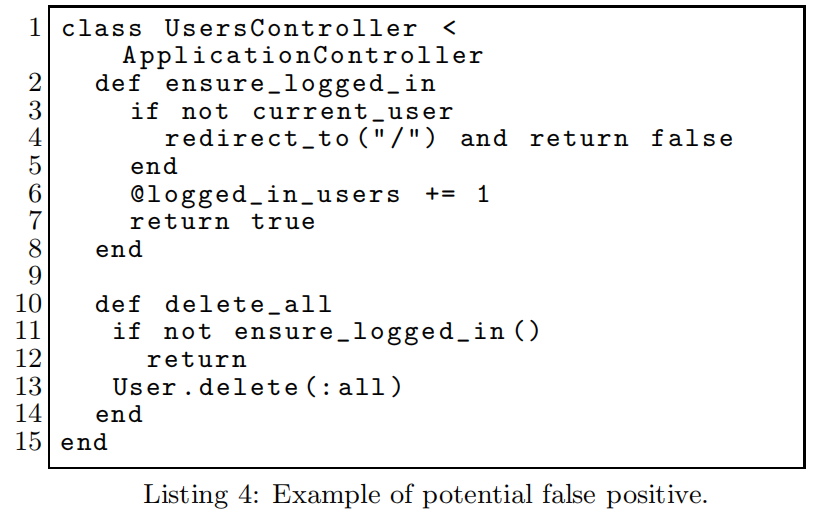 1 class UsersController <
ApplicationController
2 def ensure_logged_in
3 if not current_user
4 redirect_to("/") and return false
5 end
6 @logged_in_users += 1
7 return true
8 end
9
10 def delete_all
11 if not ensure_logged_in()
12 return
13 User.delete(:all)
14 end
15 end
Listing 4: Example of potential false positive.